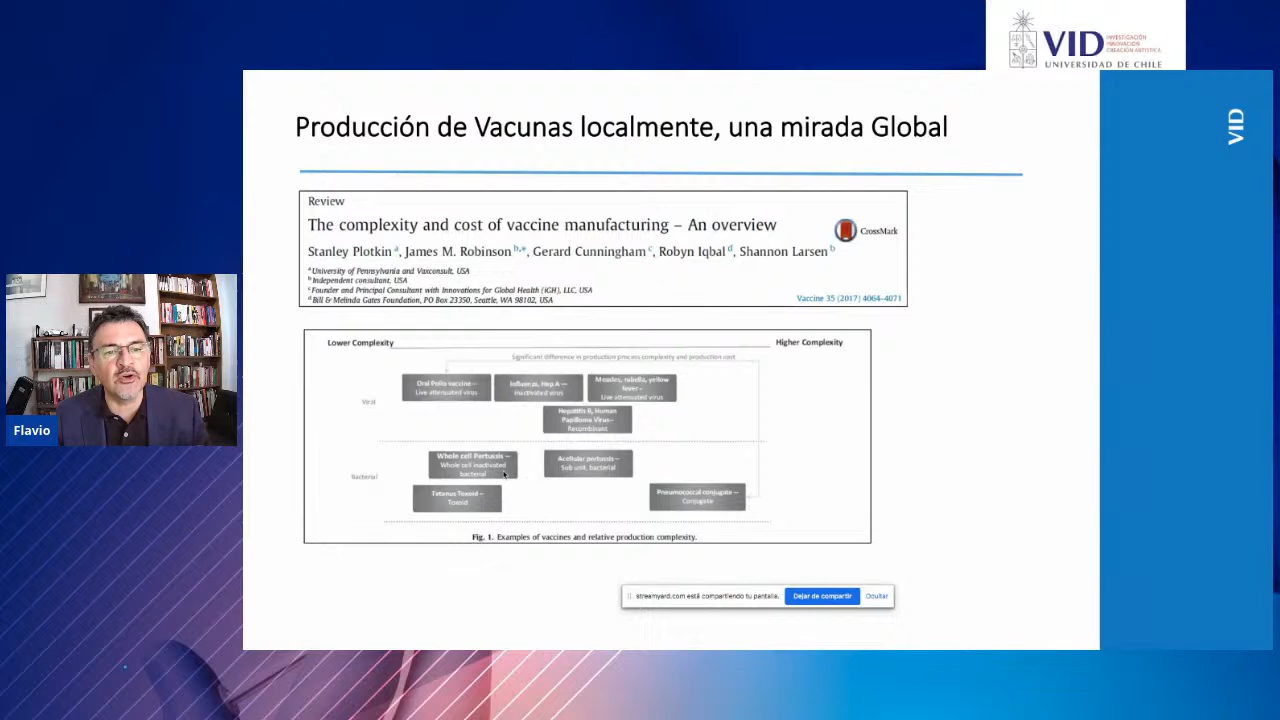 VID
INVESTIGACIÓN
INNOVACIÓN
CREACIÓN ARTÍSTICA
UNIVERSIDAD DE CHILE
VID
Producción de Vacunas localmente, una mirada Global
Review
The complexity and cost of vaccine manufacturing – An overview
CrossMark
Stanley Plotkin a, James M. Robinson b,*, Gerard Cunningham c, Robyn Iqbal d, Shannon Larsen b
a University of Pennsylvania and Vaxconsult, USA
b Independent consultant, USA
c Founder and Principal Consultant with Innovations for Global Health (IGH), LLC, USA
d Bill & Melinda Gates Foundation, PO Box 23350, Seattle, WA 98102, USA
Vaccine 35 (2017) 4064–4071
Lower Complexity
Higher Complexity
Significant difference in production process complexity and production cost
Viral
Oral Polio vaccine—
Live attenuated virus
Influenza, Hep A —
Inactivated virus
Measles, rubella, yellow
fever –
Live attenuated virus
Hepatitis B, Human
Papilloma Virus–
Recombinant
Bacterial
Whole cell Pertussis —
Whole cell inactivated
bacterial
Acellular pertussis—
Sub unit, bacterial
Tetanus Toxoid –
Toxoid
Pneumococcal conjugate —
Conjugate
Fig. 1. Examples of vaccines and relative production complexity.
streamyard.com está compartiendo tu pantalla.
Dejar de compartir
Ocultar
Flavio